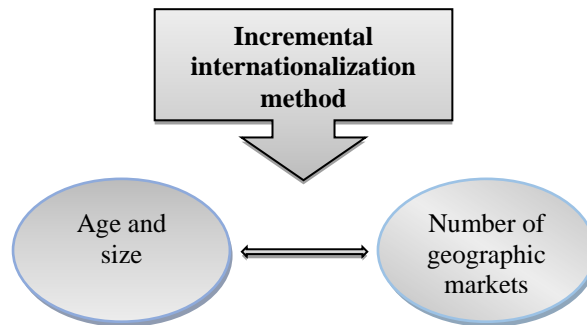 Incremental
internationalization
method
Age and
size
Number of
geographic
markets